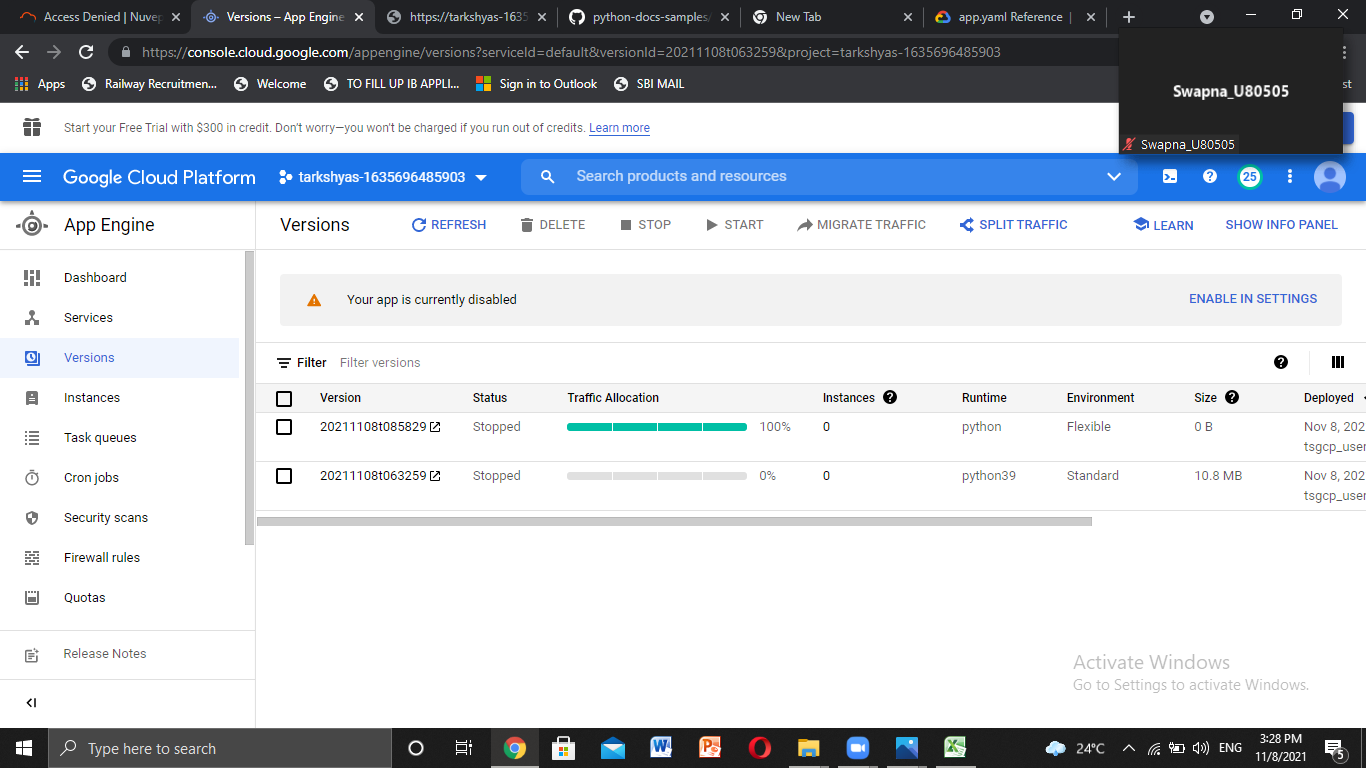 Access Denied | Nuvep
Versions – App Engine
https://tarkshyas-1635
python-docs-samples/
New Tab
app.yaml Reference |
https://console.cloud.google.com/appengine/versions?serviceId=default&versionId=20211108t063259&project=tarkshyas-1635696485903
Apps
Railway Recruitmen...
Welcome
TO FILL UP IB APPLI...
Sign in to Outlook
SBI MAIL
st
Swapna_U80505
Swapna_U80505
Start your Free Trial with $300 in credit. Don't worry—you won't be charged if you run out of credits. Learn more
Google Cloud Platform
tarkshyas-1635696485903
Search products and resources
25
App Engine
Versions
REFRESH
DELETE
STOP
START
MIGRATE TRAFFIC
SPLIT TRAFFIC
LEARN
SHOW INFO PANEL
Dashboard
Services
Versions
Instances
Task queues
Cron jobs
Security scans
Firewall rules
Quotas
Release Notes
Your app is currently disabled
ENABLE IN SETTINGS
Filter Filter versions
Version Status Traffic Allocation Instances Runtime Environment Size Deployed
20211108t085829 Stopped 100% 0 python Flexible 0 B Nov 8, 202
tsgcp_user
20211108t063259 Stopped 0% 0 python39 Standard 10.8 MB Nov 8, 202
tsgcp_user
Activate Windows
Go to Settings to activate Windows.
Type here to search
24°C
ENG
3:28 PM
11/8/2021
5